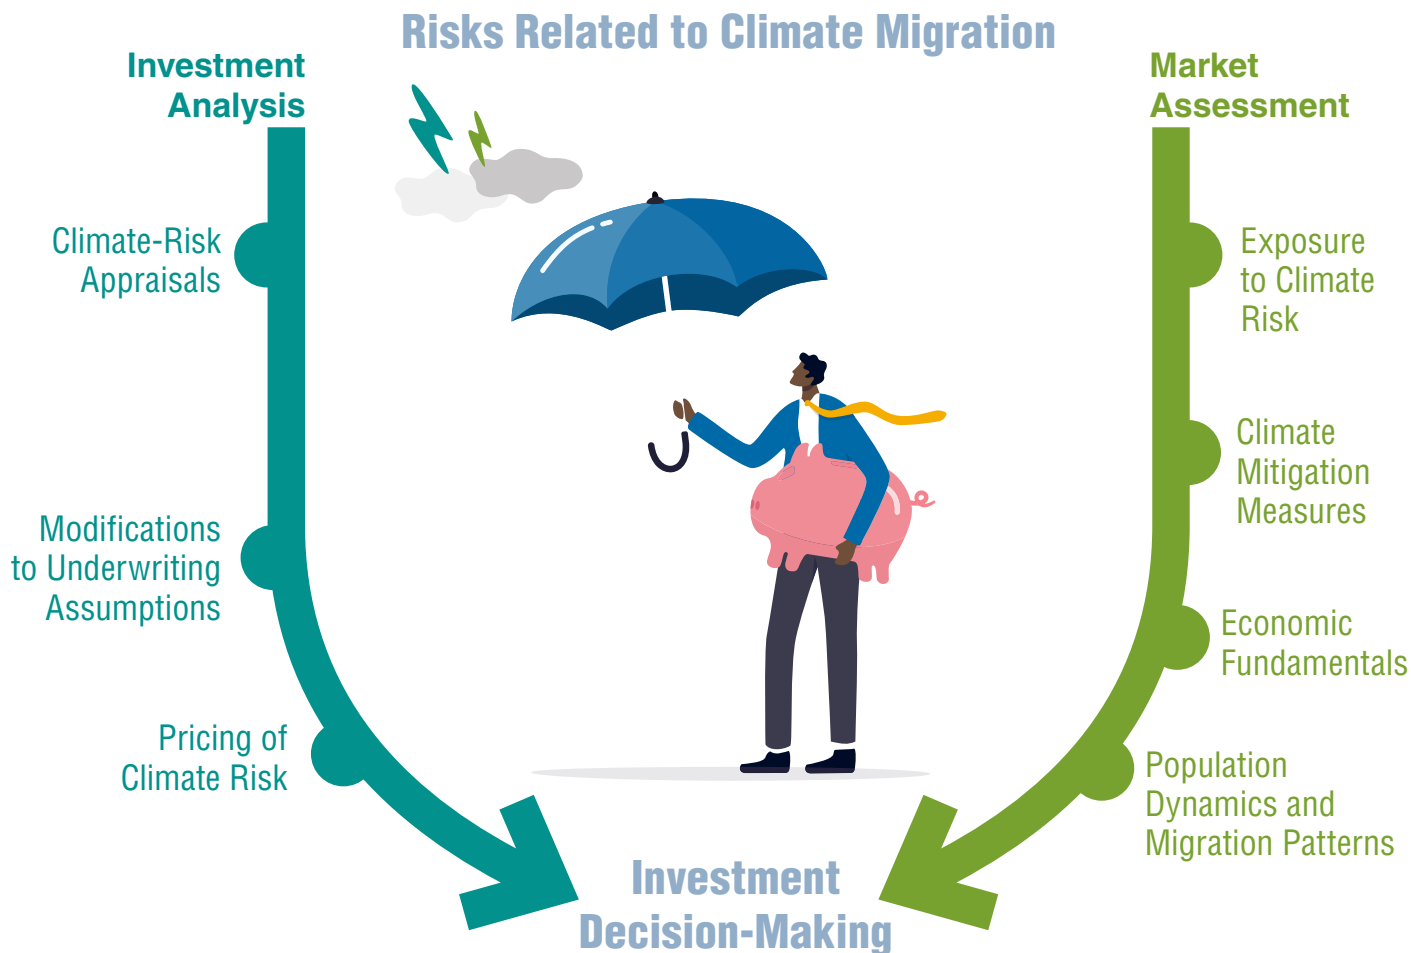 Risks Related to Climate Migration
Investment
Analysis
Climate-Risk
Appraisals
Modifications
to Underwriting
Assumptions
Pricing of
Climate Risk
Market
Assessment
Exposure
to Climate
Risk
Climate
Mitigation
Measures
Economic
Fundamentals
Population
Dynamics and
Migration Patterns
Investment
Decision-Making